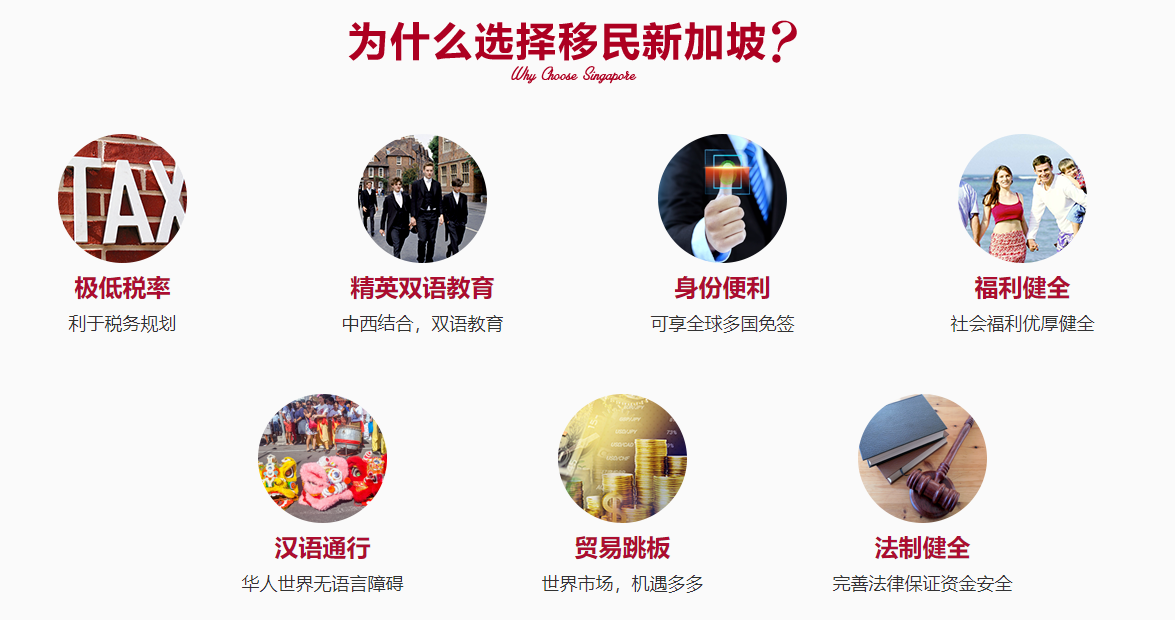 为什么选择移民新加坡?
Why Choose Singapore
TAX
极低税率
利于税务规划
精英双语教育
中西结合，双语教育
身份便利
可享全球多国免签
福利健全
社会福利优厚健全
汉语通行
华人世界无语言障碍
贸易跳板
世界市场，机遇多多
法制健全
完善法律保证资金安全